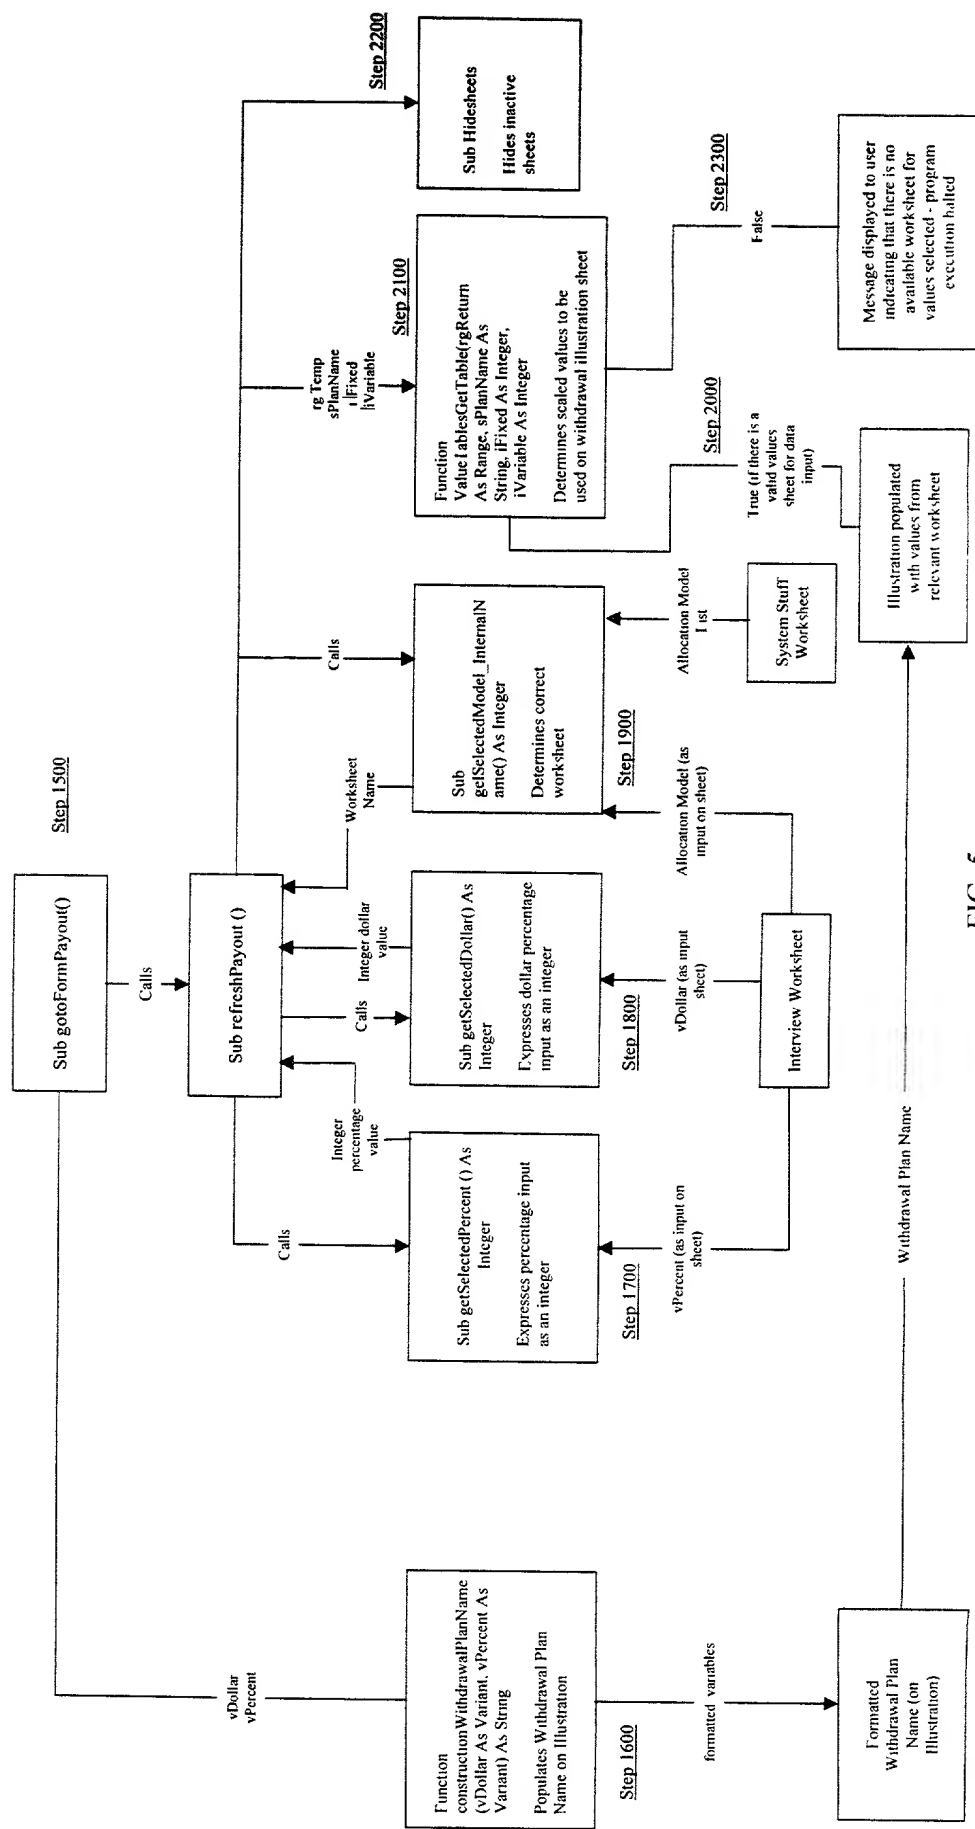 Sub gotoFormPayout()
Step 1500
Calls
vDollar
vPercent
Sub refreshPayout ()
Calls
Integer
percentage
value
Calls
Integer dollar
value
Worksheet
Name
Calls
rg Temp
sPlanName
iVariable
Step 2200
Sub Hidesheets
Hides inactive
sheets
Function
constructionWithdrawalPlanName
(vDollar As Variant, vPercent As
Variant) As String
Populates Withdrawal Plan
Name on Illustration
Step 1600
Sub getSelectedPercent () As
Integer
Expresses percentage input
as an integer
Step 1700
Sub getSelectedDollar() As
Integer
Expresses dollar percentage
input as an integer
Step 1800
Sub
getSelectedModel_InternalN
ame() As Integer
Determines correct
worksheet
Step 1900
Step 2100
Function
ValueTablesGetTable(rgReturn
As Range, sPlanName As
String, iFixed As Integer,
iVariable As Integer
Determines scaled values to be
used on withdrawal illustration sheet
formatted variables
vPercent (as input on
sheet)
vDollar (as input
sheet)
Allocation Model (as
input on sheet)
Allocation Model
List
Step 2000
True (if there is a
valid values
sheet for data
input)
Step 2300
False
Interview Worksheet
System Stuff
Worksheet
Formatted
Withdrawal Plan
Name (on
Illustration)
Withdrawal Plan Name
Illustration populated
with values from
relevant worksheet
Message displayed to user
indicating that there is no
available worksheet for
values selected - program
execution halted
FIG. 5